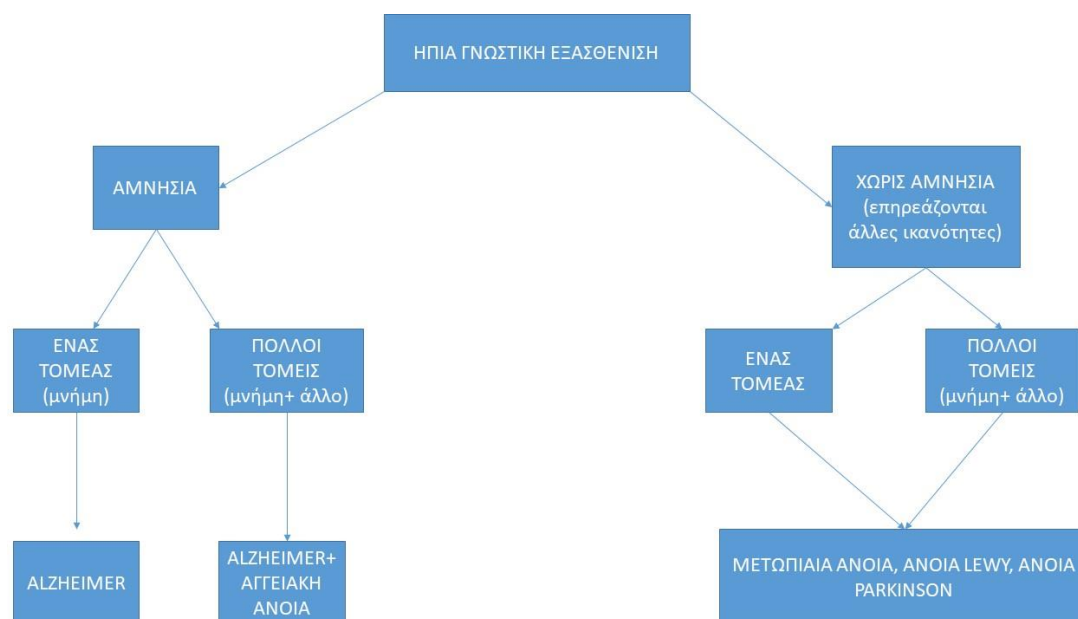 ΗΠΙΑ ΓΝΩΣΤΙΚΗ ΕΞΑΣΘΕΝΙΣΗ
ΑΜΝΗΣΙΑ
ΧΩΡΙΣ ΑΜΝΗΣΙΑ
(επηρεάζονται
άλλες ικανότητες)
ΕΝΑΣ
ΤΟΜΕΑΣ
(μνήμη)
ΠΟΛΛΟΙ
ΤΟΜΕΙΣ
(μνήμη+ άλλο)
ΕΝΑΣ
ΤΟΜΕΑΣ
ΠΟΛΛΟΙ
ΤΟΜΕΙΣ
(μνήμη+ άλλο)
ALZHEIMER
ALZHEIMER+
ΑΓΓΕΙΑΚΗ
ΑΝΟΙΑ
ΜΕΤΩΠΙΑΙΑ ΑΝΟΙΑ, ΑΝΟΙΑ LEWY, ΑΝΟΙΑ
PARKINSON